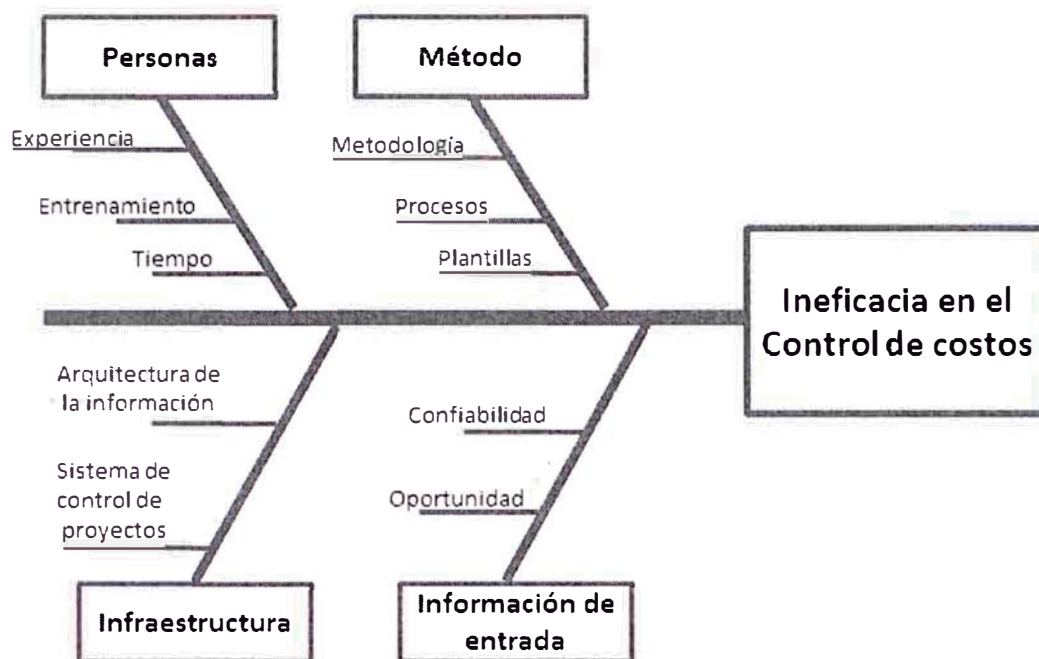 Personas
Método
Experiencia
Entrenamiento
Tiempo
Metodología
Procesos
Plantillas
Ineficacia en el
Control de costos
Arquitectura de
la información
Sistema de
control de
proyectos
Confiabilidad
Oportunidad
Infraestructura
Información de
entrada